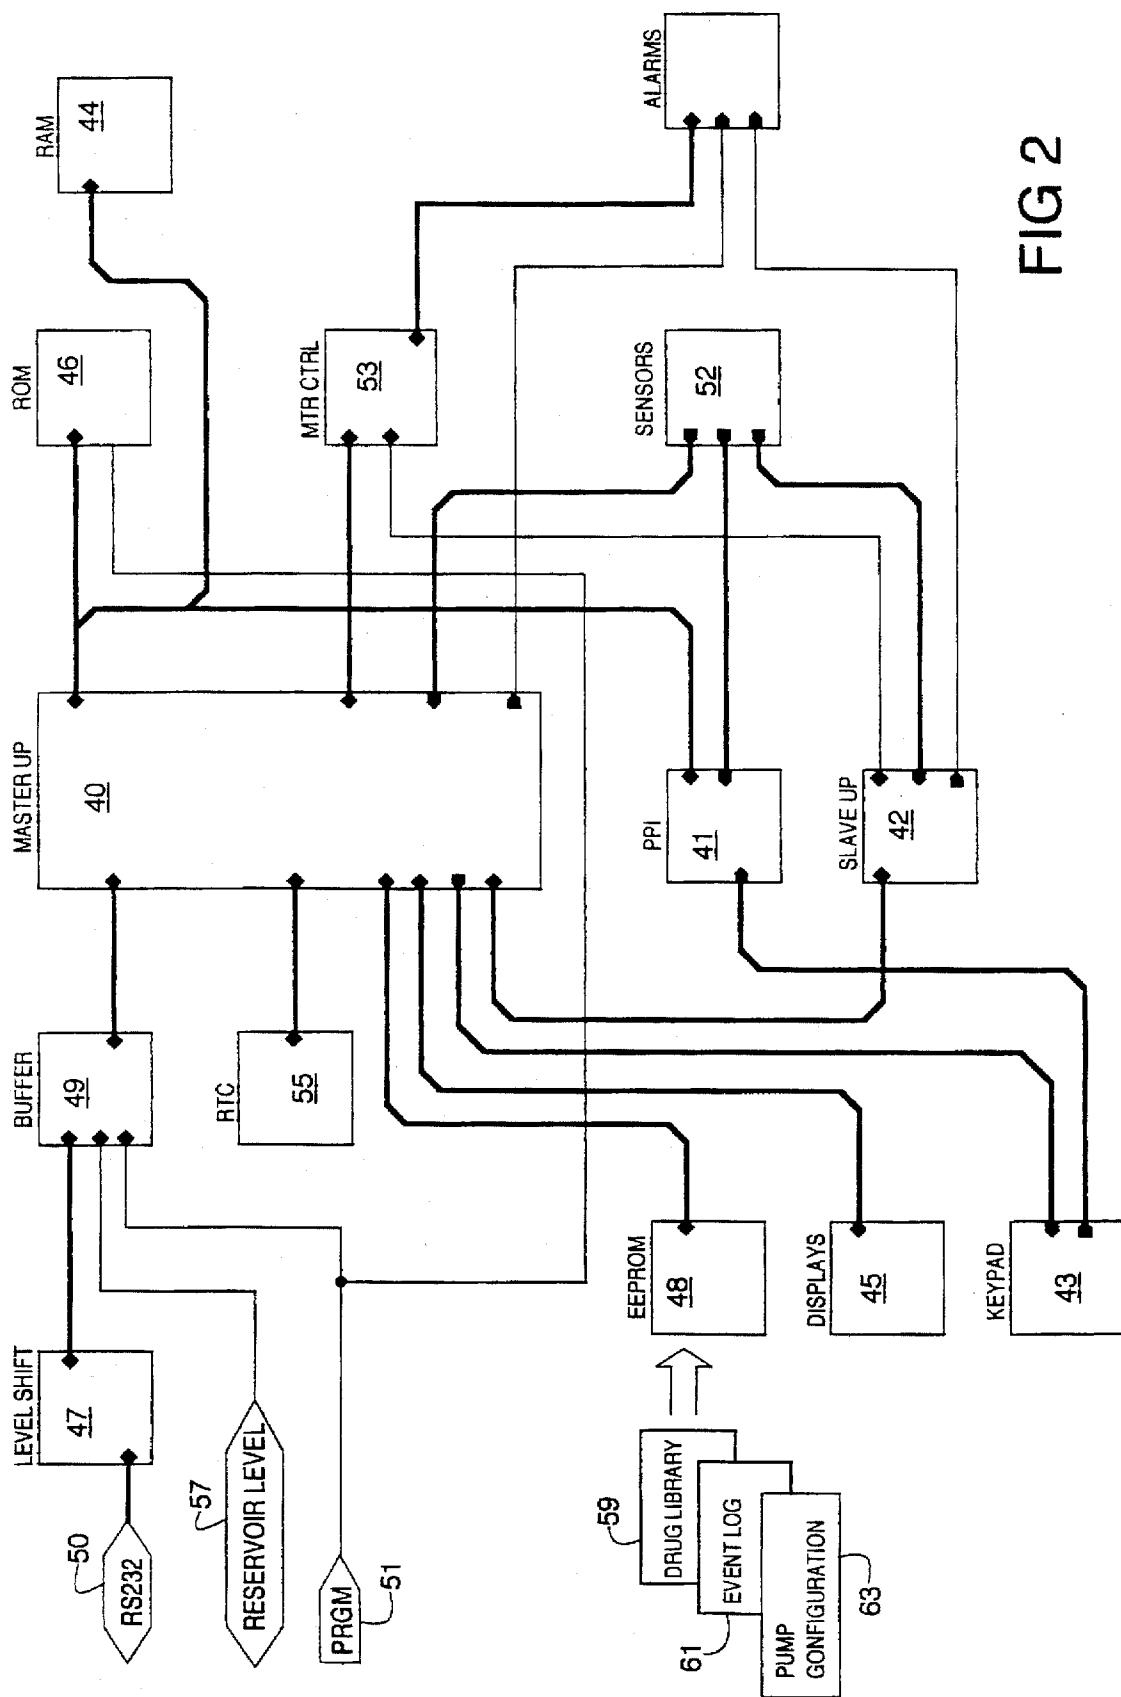 RS232
50
LEVEL SHIFT
47
BUFFER
49
MASTER UP
40
ROM
46
RAM
44
RESERVOIR LEVEL
57
RTC
55
PRGM
51
MTR CTRL
53
DRUG LIBRARY
59
EVENT LOG
61
PUMP
GONFIGURATION
63
EEPROM
48
PPI
41
SENSORS
52
ALARMS
DISPLAYS
45
SLAVE UP
42
KEYPAD
43
FIG 2